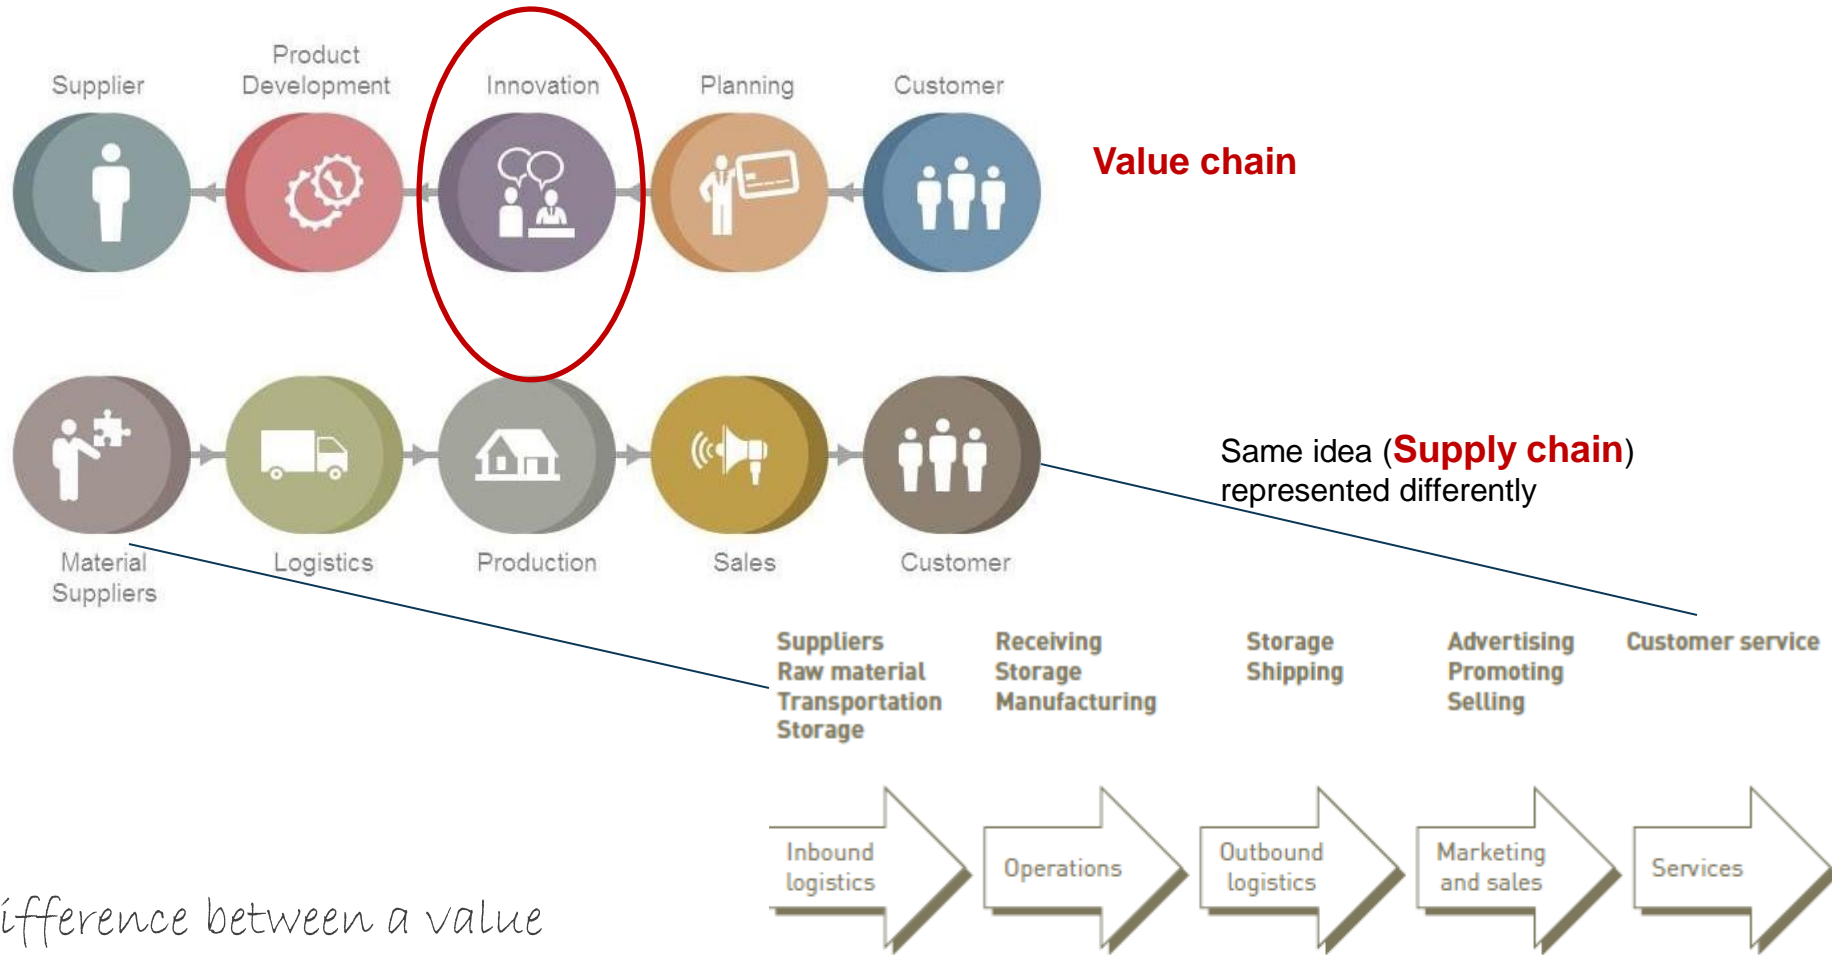 Product
Supplier Development Innovation Planning Customer
Value chain
Same idea (Supply chain)
represented differently
Material Logistics Production Sales Customer
Suppliers
Suppliers Receiving Storage Advertising Customer service
Raw material Storage Shipping Promoting
Transportation Manufacturing Selling
Storage
Inbound Operations Outbound Marketing Services
logistics logistics and sales
ifference between a value